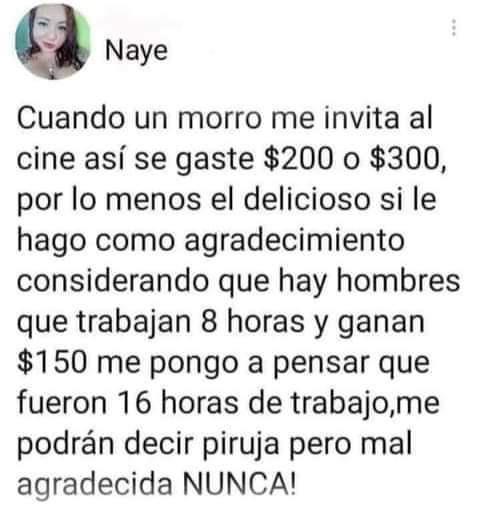 Naye
Cuando un morro me invita al
cine así se gaste $200 o $300,
por lo menos el delicioso si le
hago como agradecimiento
considerando que hay hombres
que trabajan 8 horas y ganan
$150 me pongo a pensar que
fueron 16 horas de trabajo,me
podrán decir piruja pero mal
agradecida NUNCA!